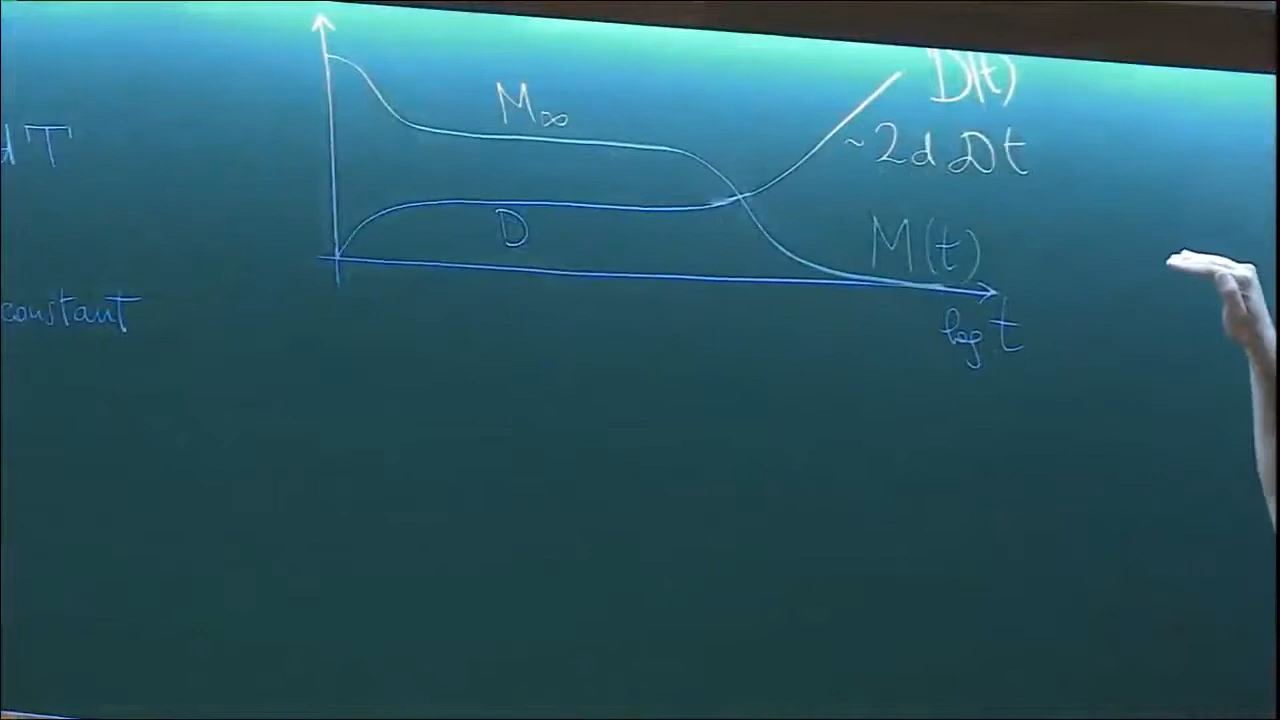 dT
constant
M∞
D
D(t)
~2d𝒟t
M(t)
log t